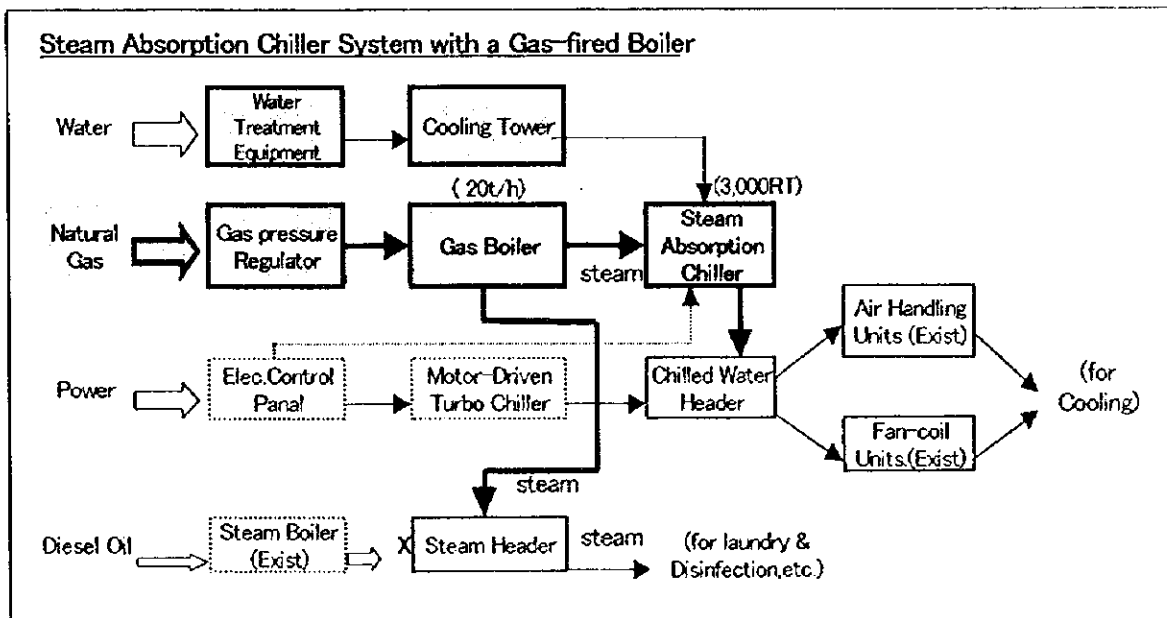 Steam Absorption Chiller System with a Gas-fired Boiler
Water
Water
Treatment
Equipment
Cooling Tower
( 20t/h)
(3,000RT)
Natural
Gas
Gas pressure
Regulator
Gas Boiler
steam
Steam
Absorption
Chiller
Power
Elec.Control
Panal
Motor-Driven
Turbo Chiller
Chilled Water
Header
Air Handling
Units (Exist)
Fan-coil
Units.(Exist)
(for
Cooling)
steam
Diesel Oil
Steam Boiler
(Exist)
X
Steam Header
steam
(for laundry &
Disinfection,etc.)